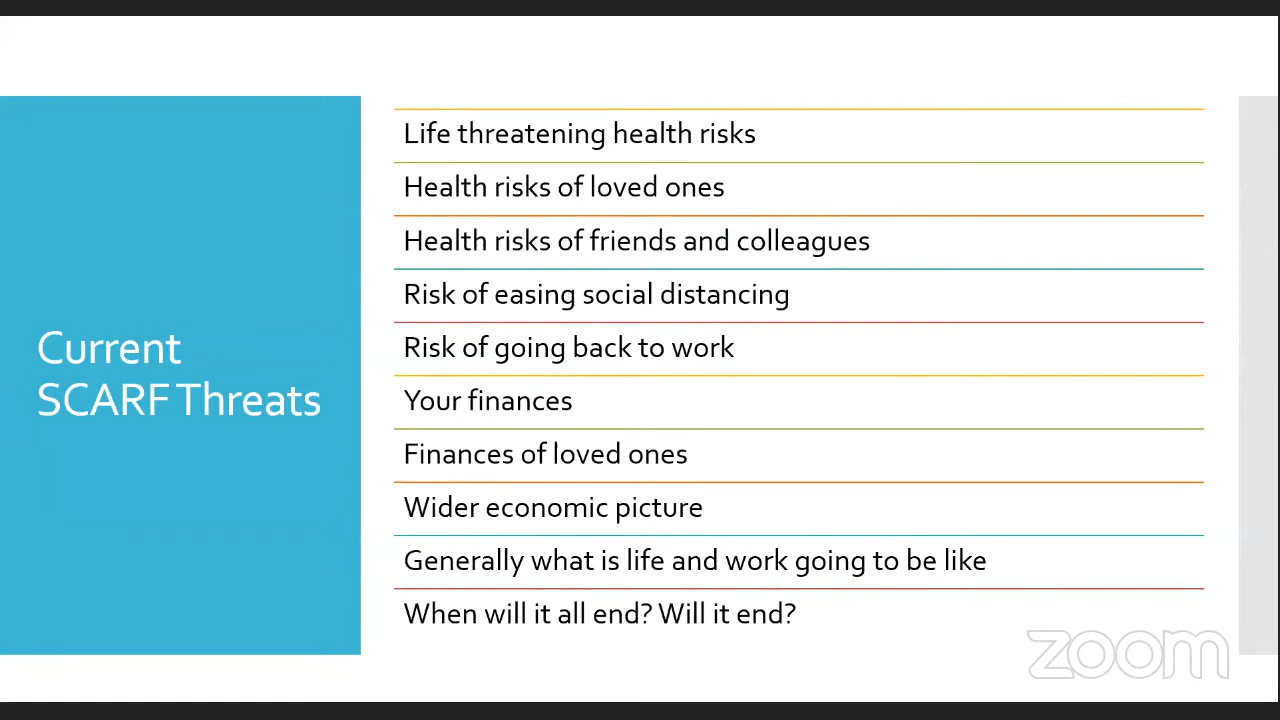 Current
SCARF Threats
Life threatening health risks
Health risks of loved ones
Health risks of friends and colleagues
Risk of easing social distancing
Risk of going back to work
Your finances
Finances of loved ones
Wider economic picture
Generally what is life and work going to be like
When will it all end? Will it end?
zoom